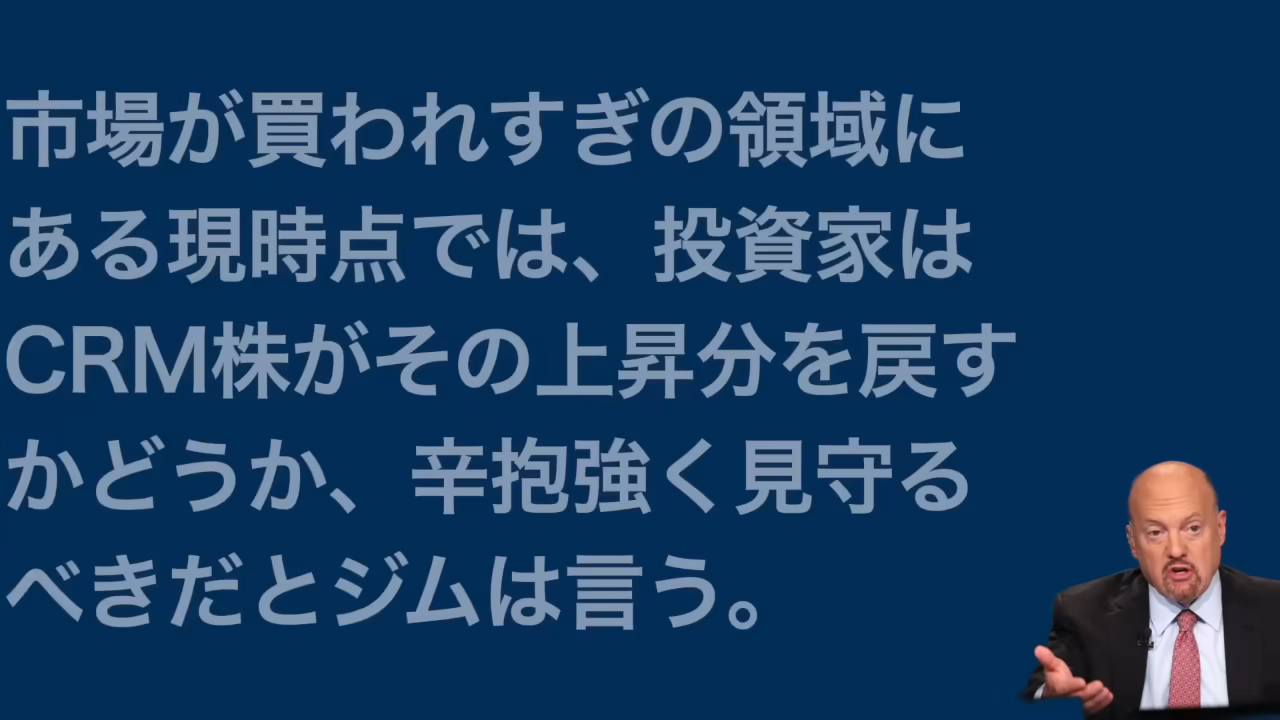 市場が買われすぎの領域に
ある現時点では、投資家は
CRM株がその上昇分を戻す
かどうか、辛抱強く見守る
べきだとジムは言う。